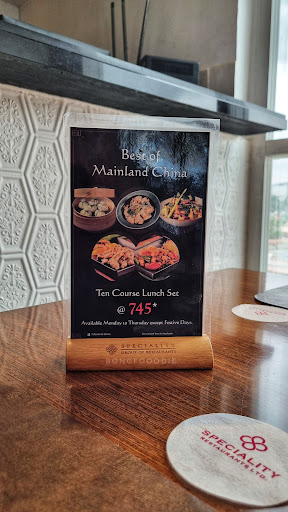 Best of
Mainland China
Ten Course Lunch Set
@ 745*
Available Monday to Thursday except Festive Days.
SPECIALITY
GROUP OF RESTAURANTS
BONGFOODIE
SPECIALITY
RESTAURANTS LTD.